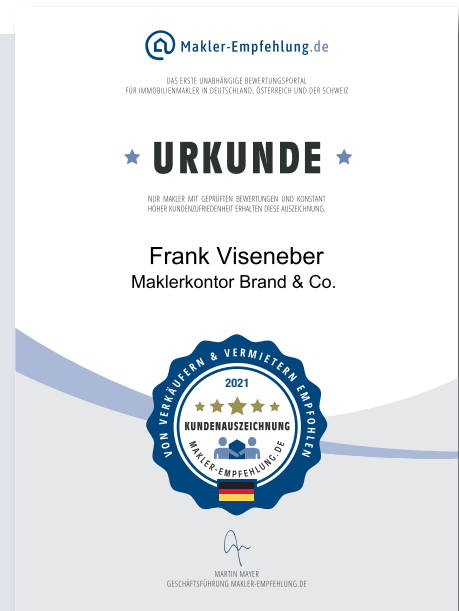 Makler-Empfehlung.de
DAS ERSTE UNABHÄNGIGE BEWERTUNGSPORTAL
FÜR IMMOBILIENMAKLER IN DEUTSCHLAND, ÖSTERREICH UND DER SCHWEIZ
URKUNDE
NUR MAKLER MIT GEPRÜFTEN BEWERTUNGEN UND KONSTANT
HOHER KUNDENZUFRIEDENHEIT ERHALTEN DIESE AUSZEICHNUNG.
Frank Viseneber
Maklerkontor Brand & Co.
VON VERKÄUFERN & VERMIETERN EMPFOHLEN
2021
KUNDENAUSZEICHNUNG
MAKLER-EMPFEHLUNG.DE
MARTIN MAYER
GESCHÄFTSFÜHRUNG MAKLER-EMPFEHLUNG.DE